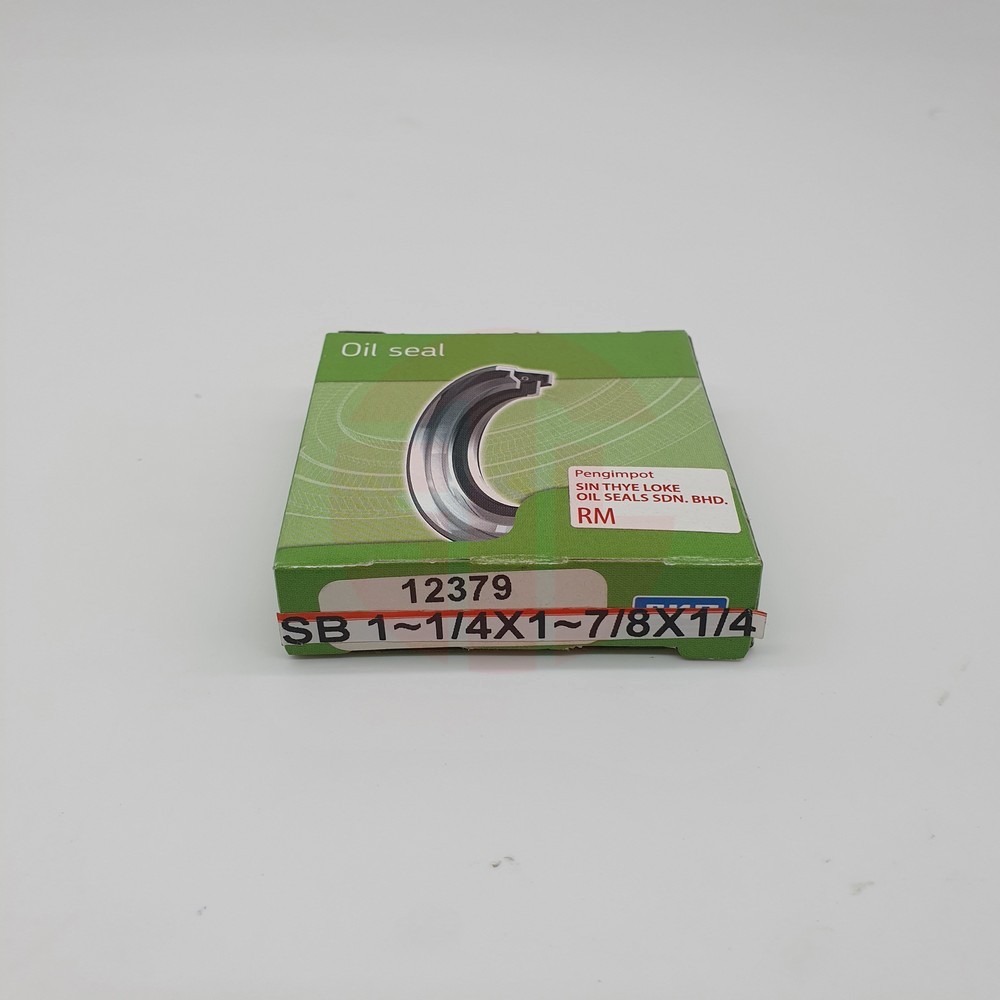 Oil seal
Pengimpot
SIN THYE LOKE
OIL SEALS SDN. BHD.
RM
12379
SB 1~1/4X1~7/8X1/4